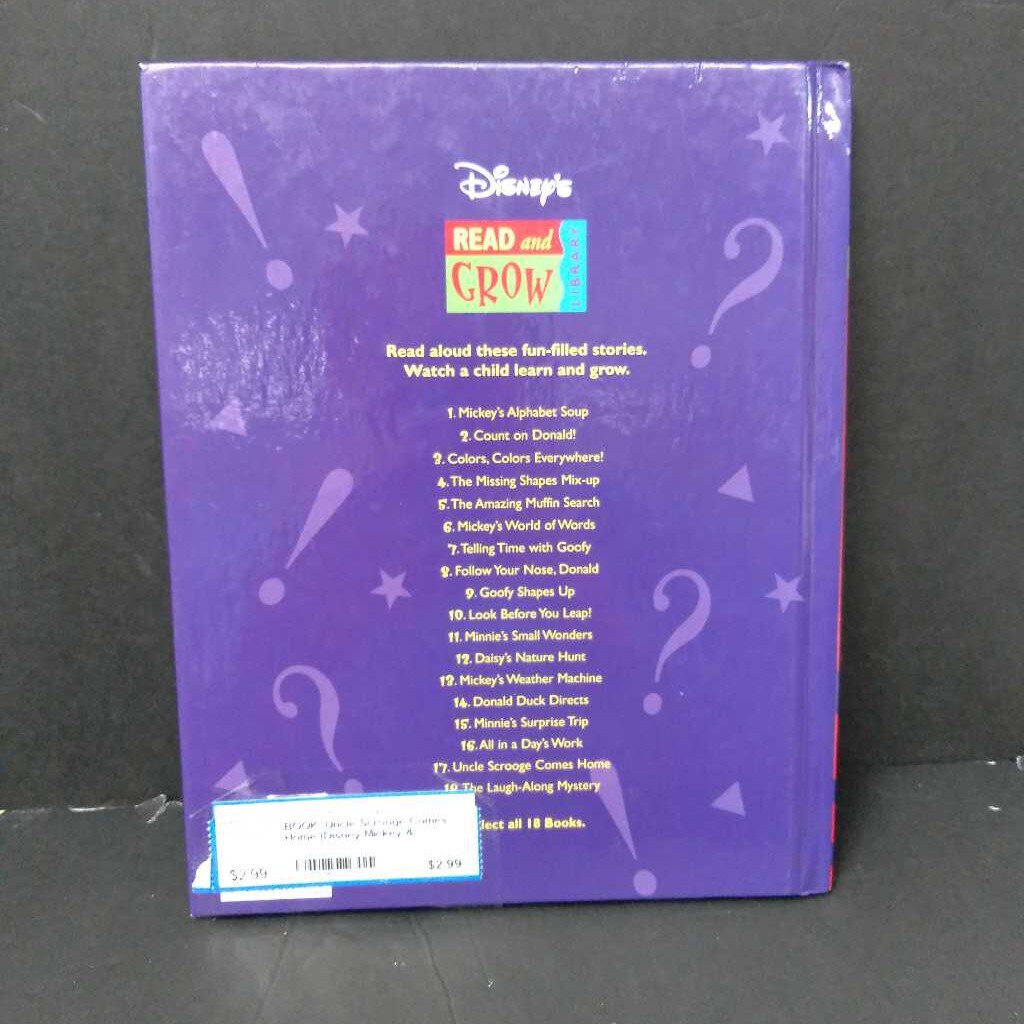 Disney's
READ and
GROW
LIBRARY
Read aloud these fun-filled stories.
Watch a child learn and grow.
1. Mickey's Alphabet Soup
2. Count on Donald!
3. Colors, Colors Everywhere!
4. The Missing Shapes Mix-up
5. The Amazing Muffin Search
6. Mickey's World of Words
7. Telling Time with Goofy
8. Follow Your Nose, Donald
9. Goofy Shapes Up
10. Look Before You Leap!
11. Minnie's Small Wonders
12. Daisy's Nature Hunt
13. Mickey's Weather Machine
14. Donald Duck Directs
15. Minnie's Surprise Trip
16. All in a Day's Work
17. Uncle Scrooge Comes Home
18. The Laugh-Along Mystery
all 18 Books.
BOOK: Uncle Scrooge Comes
Home (Disney Mickey &
$2.99
$2.99